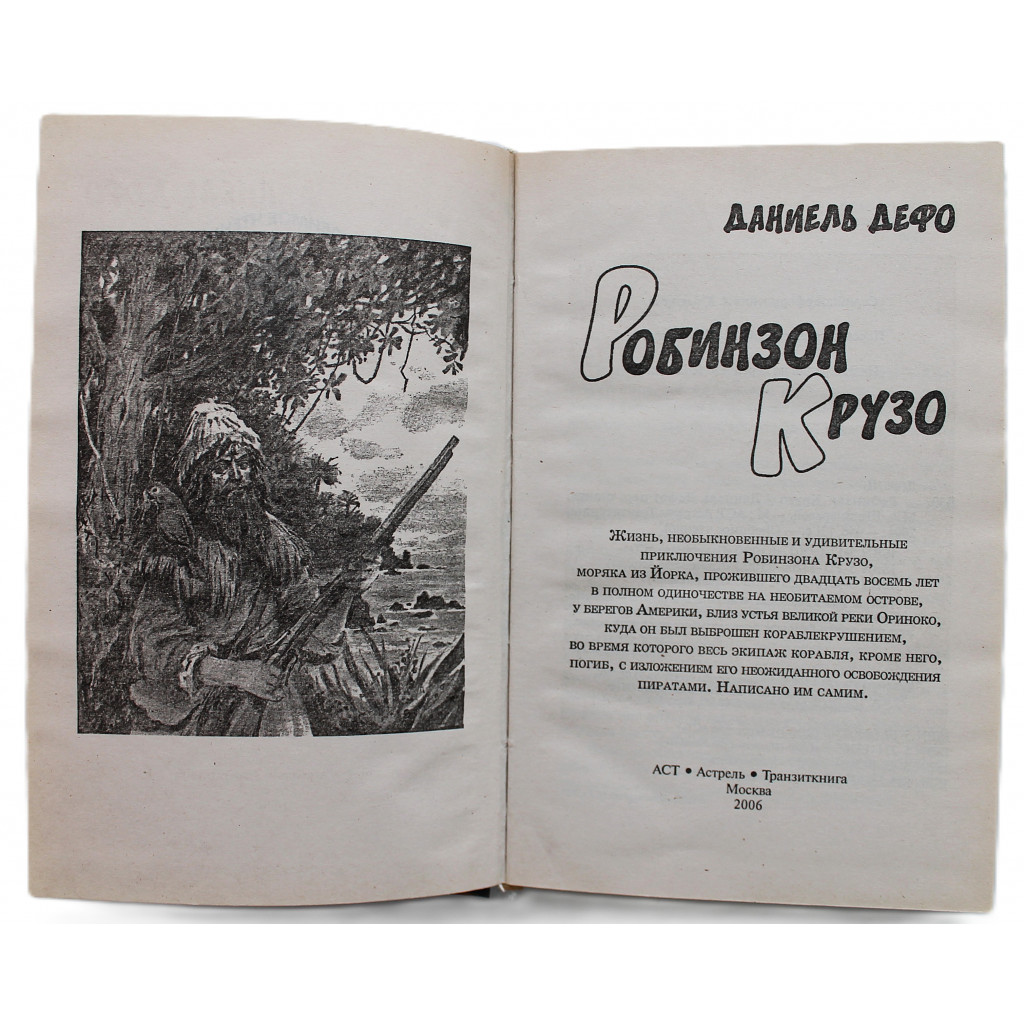 ДАНИЕЛЬ ДЕФО
РОБИНЗОН
КРУЗО
Жизнь, необыкновенные и удивительные
приключения Робинзона Крузо,
моряка из Йорка, прожившего двадцать восемь лет
в полном одиночестве на необитаемом острове,
у берегов Америки, близ устья великой реки Ориноко,
куда он был выброшен кораблекрушением,
во время которого весь экипаж корабля, кроме него,
погиб, с изложением его неожиданного освобождения
пиратами. Написано им самим.
АСТ • Астрель • Транзиткнига
Москва
2006